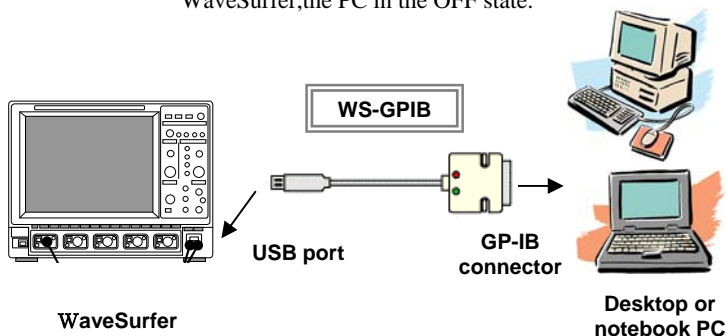 WaveSurfer,the PC in the OFF state.
WS-GPIB
USB port
GP-IB
connector
WaveSurfer
Desktop or
notebook PC